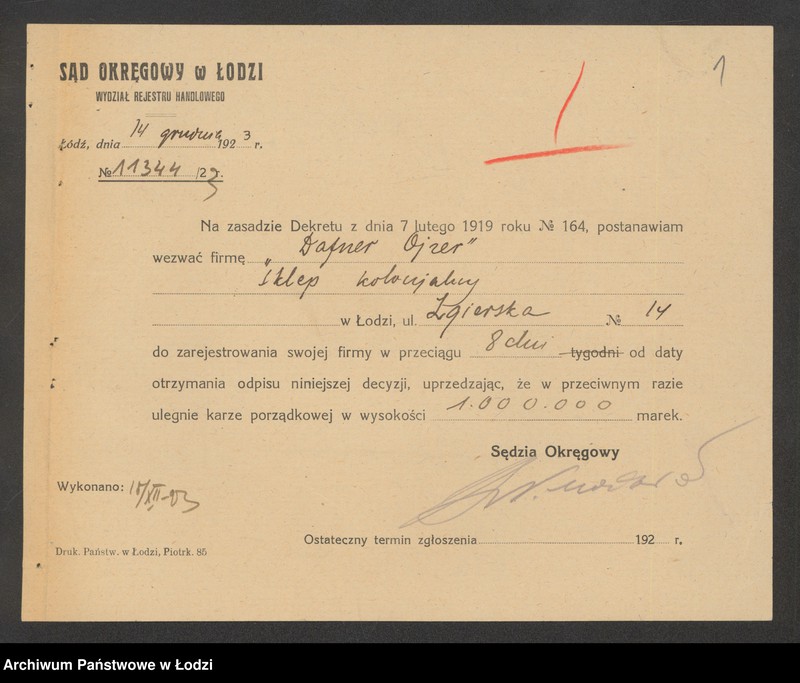 1
SĄD OKRĘGOWY w ŁODZI
WYDZIAŁ REJESTRU HANDLOWEGO
Łódź, dnia 14 grudnia 1923 r.
№ 11344/23.
1
Na zasadzie Dekretu z dnia 7 lutego 1919 roku № 164, postanawiam
wezwać firmę „Dafner Ojzer"
Sklep kolonjalny
w Łodzi, ul. Zgierska № 14
do zarejestrowania swojej firmy w przeciągu 8 dni tygodni od daty
otrzymania odpisu niniejszej decyzji, uprzedzając, że w przeciwnym razie
ulegnie karze porządkowej w wysokości 1.000.000 marek.
Sędzia Okręgowy
Wykonano:
Ostateczny termin zgłoszenia 192 r.
Druk. Państw. w Łodzi, Piotrk. 85
Archiwum Państwowe w Łodzi